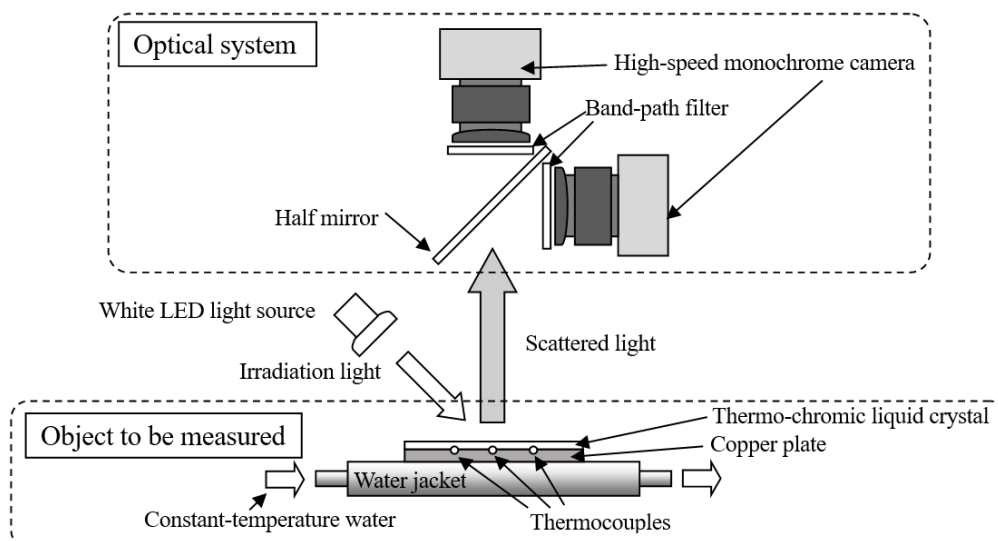 Optical system
High-speed monochrome camera
Band-path filter
Half mirror
White LED light source
Scattered light
Irradiation light
Object to be measured
Thermo-chromic liquid crystal
Copper plate
Water jacket
Constant-temperature water
Thermocouples